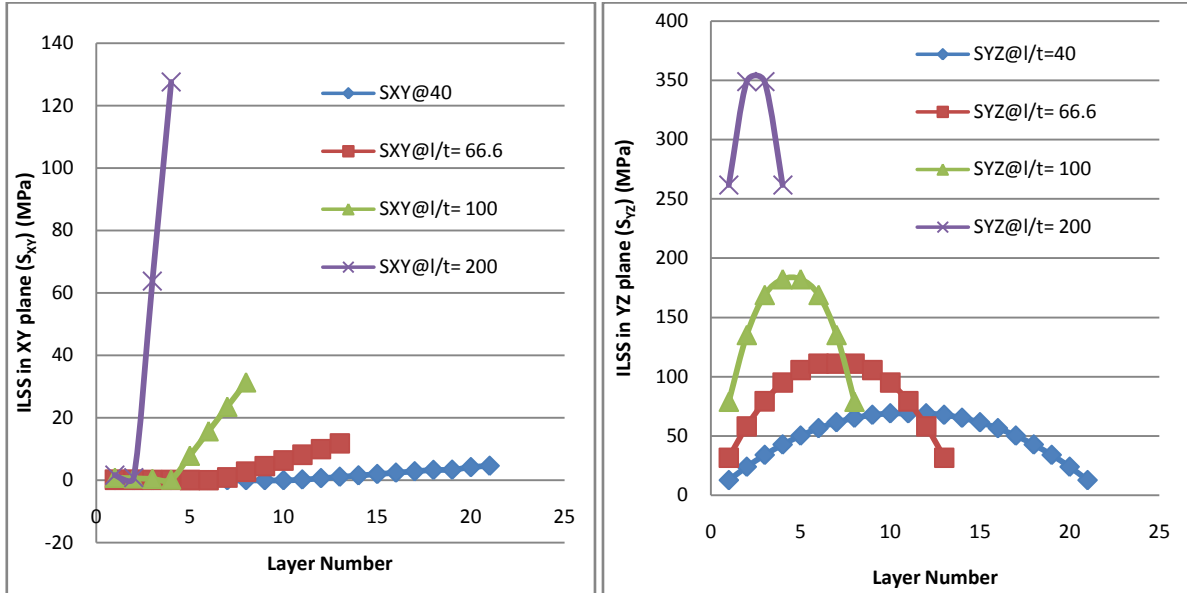 140
120
100
80
60
40
20
0
-20
0 5 10 15 20 25
ILSS in XY plane (SXY) (MPa)
Layer Number
SXY@40
SXY@l/t= 66.6
SXY@l/t= 100
SXY@l/t= 200
400
350
300
250
200
150
100
50
0
0 5 10 15 20 25
ILSS in YZ plane (SYZ) (MPa)
Layer Number
SYZ@l/t=40
SYZ@l/t= 66.6
SYZ@l/t= 100
SYZ@l/t= 200